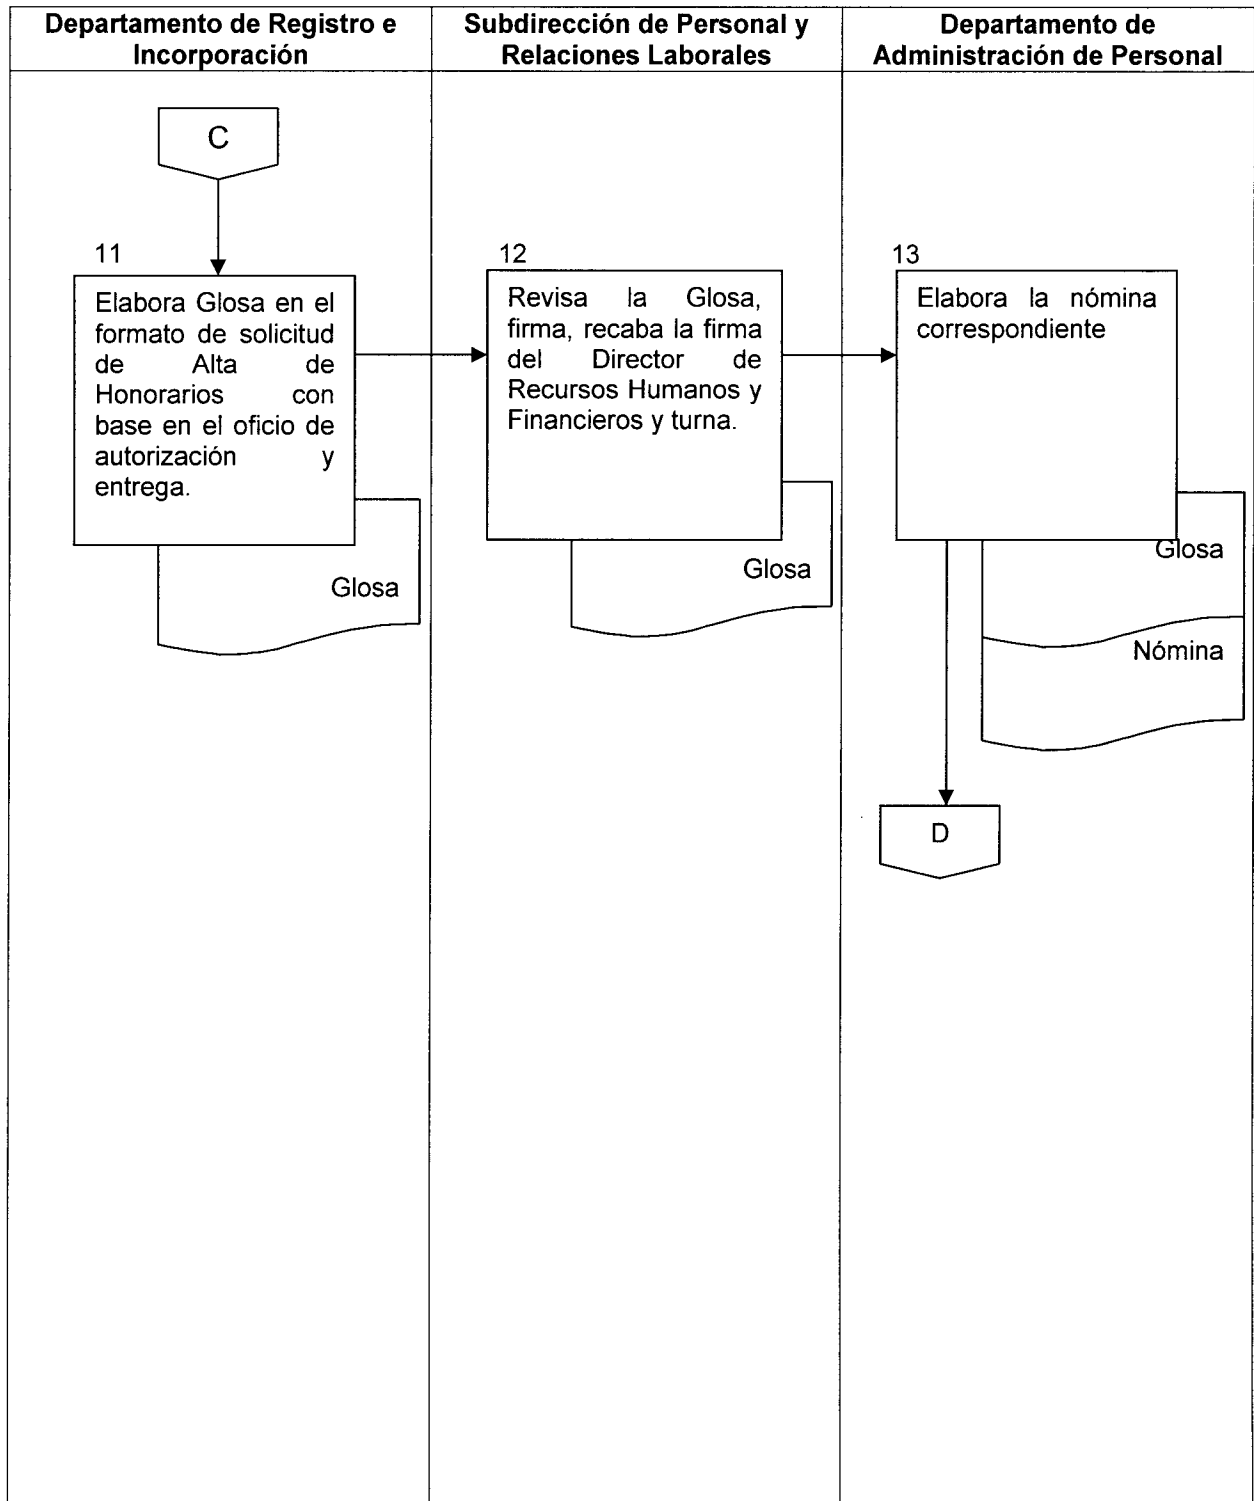 Departamento de Registro e
Incorporación
Subdirección de Personal y
Relaciones Laborales
Departamento de
Administración de Personal
C
11
Elabora Glosa en el
formato de solicitud
de Alta de
Honorarios con
base en el oficio de
autorización y
entrega.
Glosa
12
Revisa la Glosa,
firma, recaba la firma
del Director de
Recursos Humanos y
Financieros y turna.
Glosa
13
Elabora la nómina
correspondiente
Glosa
Nómina
D